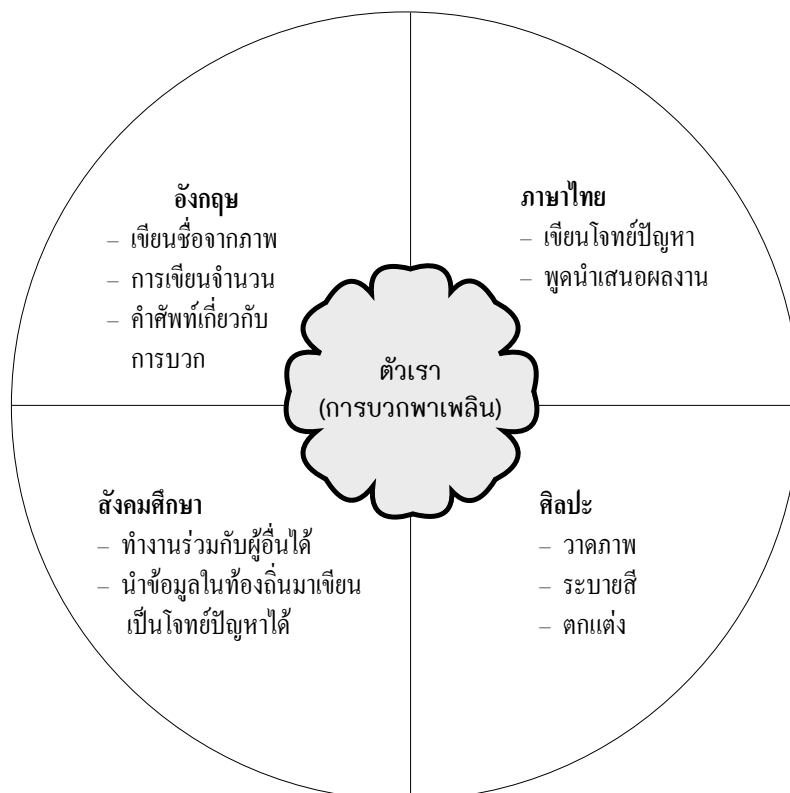 อังกฤษ
– เขียนชื่อจากภาพ
– การเขียนจำนวน
– คำศัพท์เกี่ยวกับ
การบวก
ภาษาไทย
– เขียนโจทย์ปัญหา
– พูดนำเสนอผลงาน
ตัวเรา
(การบวกพาเพลิน)
สังคมศึกษา
– ทำงานร่วมกับผู้อื่นได้
– นำข้อมูลในท้องถิ่นมาเขียน
เป็นโจทย์ปัญหาได้
ศิลปะ
– วาดภาพ
– ระบายสี
– ตกแต่ง